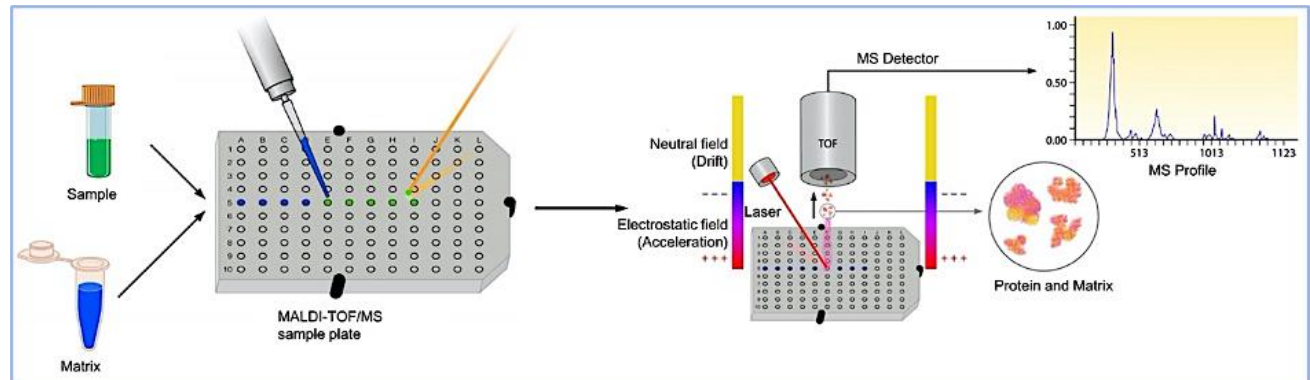 Sample
Matrix
A B C E F G H I J K L
1
2
3
4
5
6
7
8
9
10
MALDI-TOF/MS
sample plate
Neutral field
(Drift)
Electrostatic field
(Acceleration)
+ + +
Laser
TOF
MS Detector
+ + +
Protein and Matrix
1.00
0.50
0.00
513 1013 1123
MS Profile